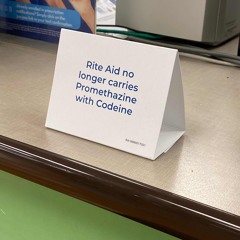 Rite Aid no
longer carries
Promethazine
with Codeine